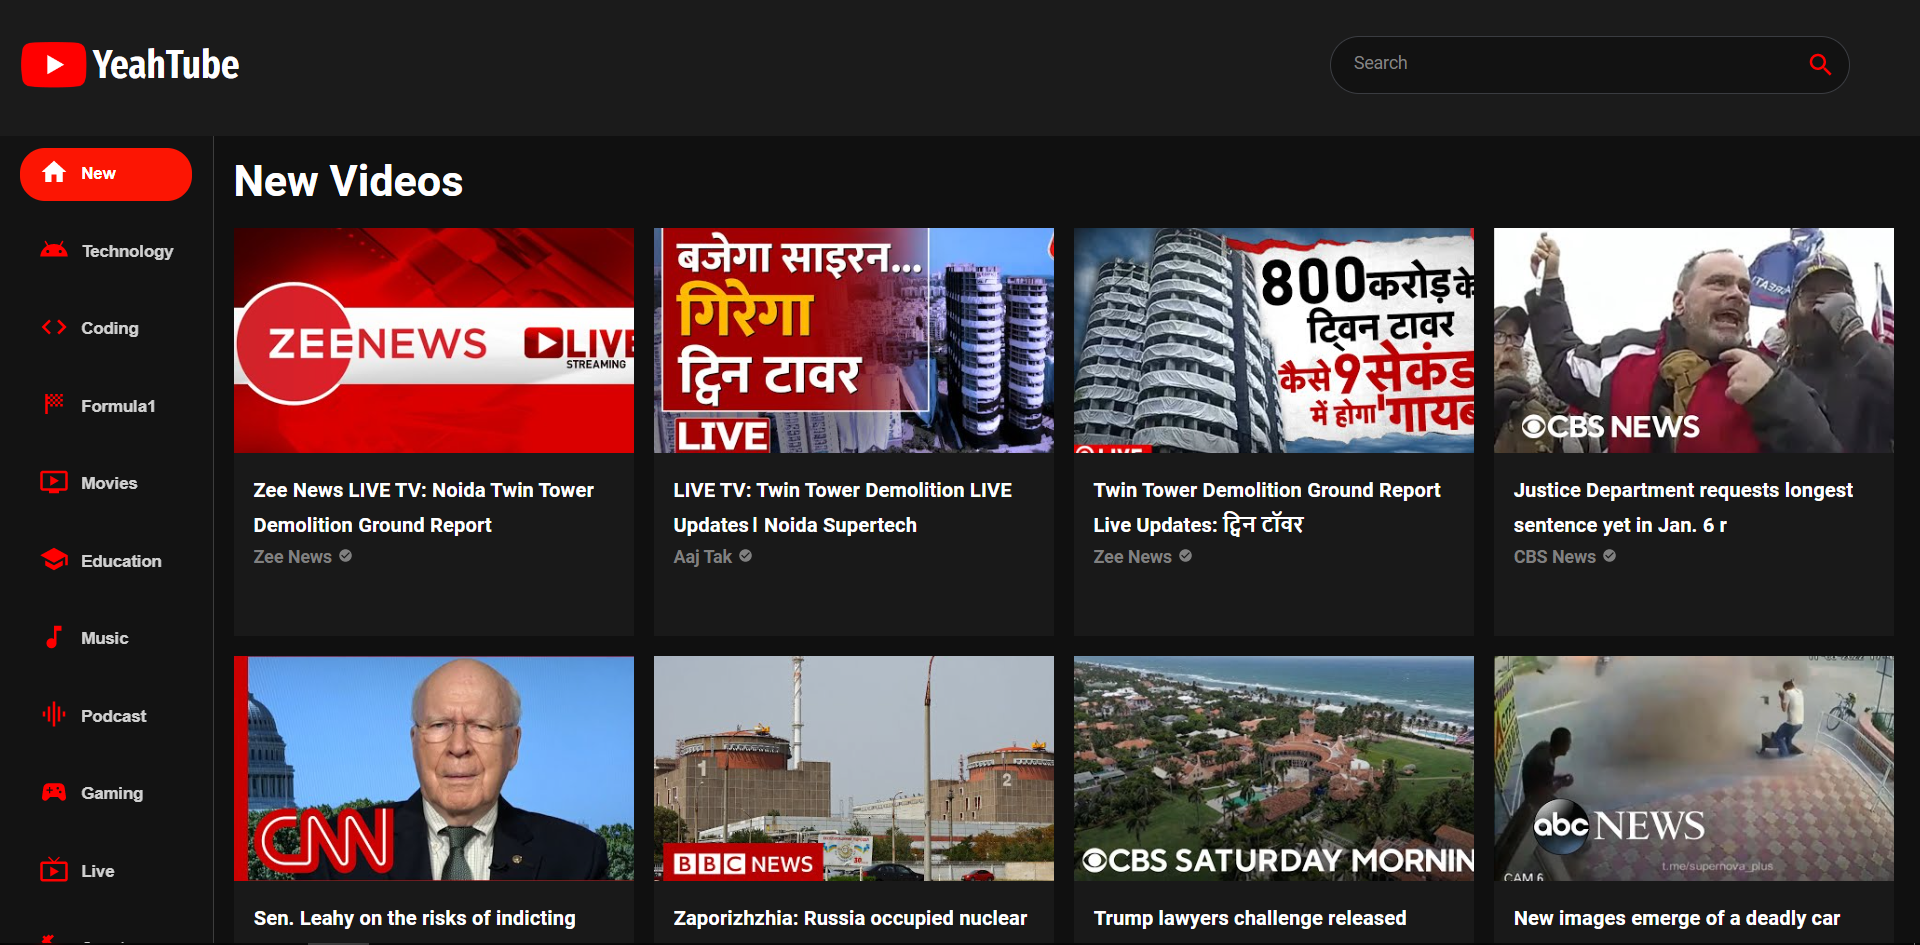 YeahTube
Search
New
Technology
Coding
Formula1
Movies
Education
Music
Podcast
Gaming
Live
New Videos
ZEENEWS
LIVE
STREAMING
Zee News LIVE TV: Noida Twin Tower
Demolition Ground Report
Zee News
बजेगा साइरन...
गिरेगा
ट्विन टावर
LIVE
LIVE TV: Twin Tower Demolition LIVE
Updates। Noida Supertech
Aaj Tak
800 करोड़ के
ट्विन टावर
कैसे 9 सेकंड
में होगा 'गायब
LIVE
Twin Tower Demolition Ground Report
Live Updates: ट्विन टॉवर
Zee News
CBS NEWS
Justice Department requests longest
sentence yet in Jan. 6 r
CBS News
CNN
Sen. Leahy on the risks of indicting
1
2
BBC NEWS
Zaporizhzhia: Russia occupied nuclear
CBS SATURDAY MORNIN
Trump lawyers challenge released
abc NEWS
t.me/supernova_plus
CAM 6
New images emerge of a deadly car